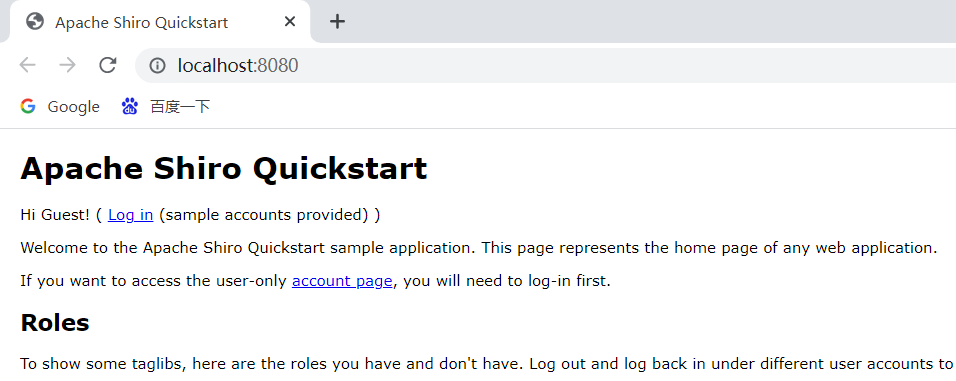 Apache Shiro Quickstart
localhost:8080
Google 百度一下
Apache Shiro Quickstart
Hi Guest! ( Log in (sample accounts provided) )
Welcome to the Apache Shiro Quickstart sample application. This page represents the home page of any web application.
If you want to access the user-only account page, you will need to log-in first.
Roles
To show some taglibs, here are the roles you have and don't have. Log out and log back in under different user accounts to